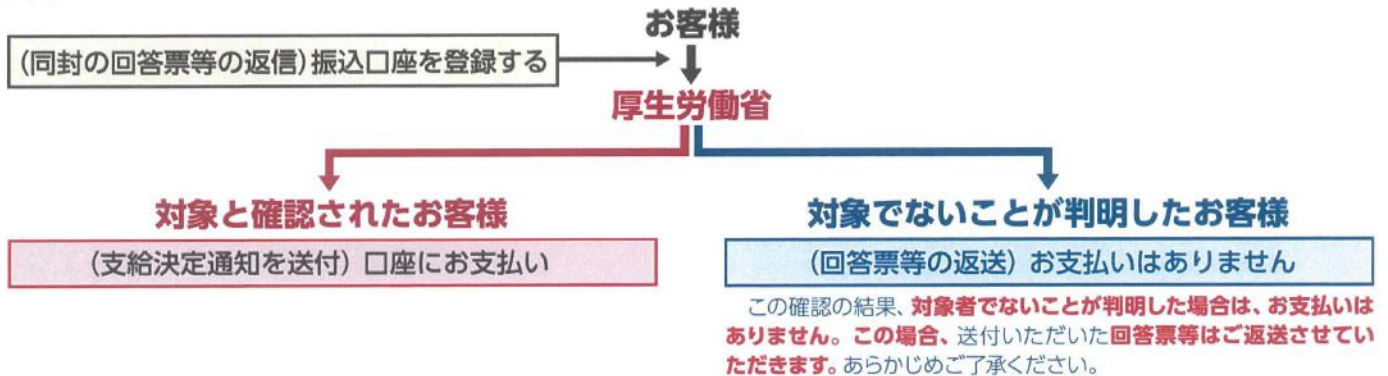 お客様
(同封の回答票等の返信)振込口座を登録する
厚生労働省
対象と確認されたお客様
(支給決定通知を送付)口座にお支払い
対象でないことが判明したお客様
(回答票等の返送)お支払いはありません
この確認の結果、対象者でないことが判明した場合は、お支払いは
ありません。この場合、送付いただいた回答票等はご返送させてい
ただきます。あらかじめご了承ください。